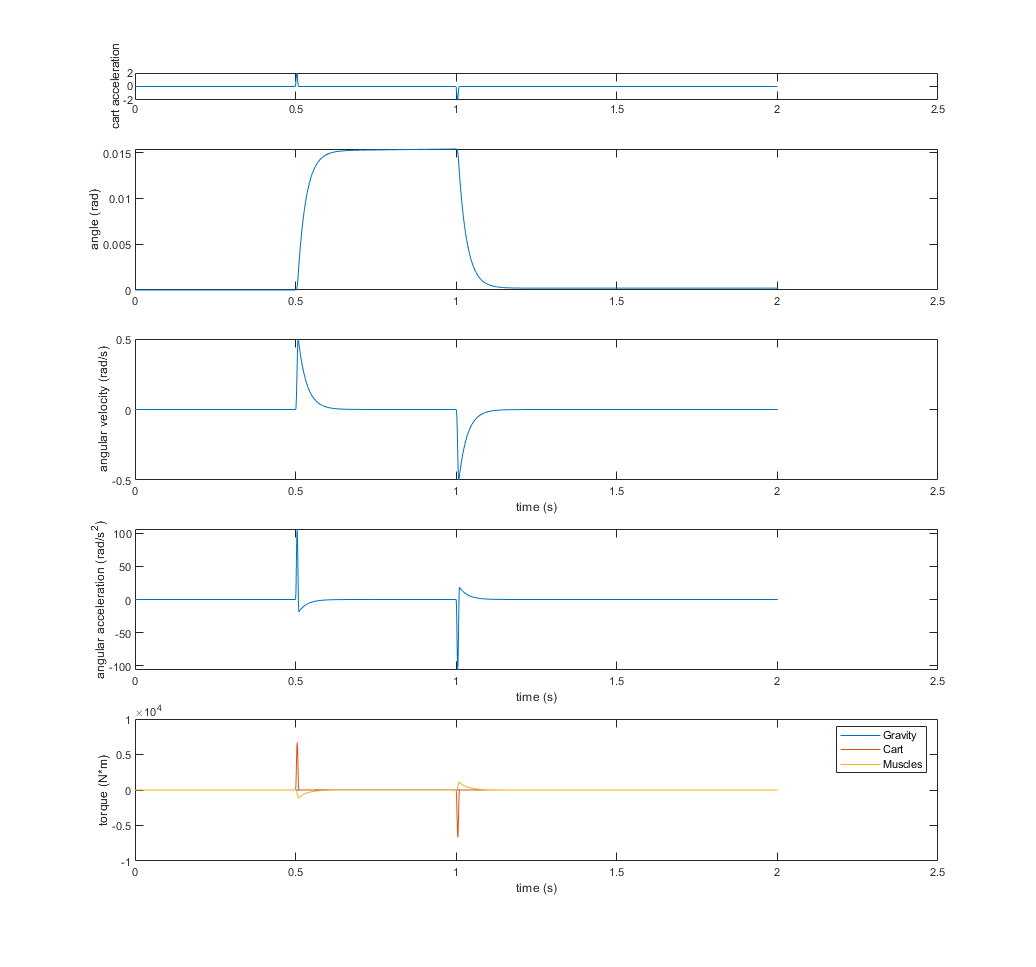 cart acceleration
2
0
-2
0 0.5 1 1.5 2 2.5
angle (rad)
0.015
0.01
0.005
0
0 0.5 1 1.5 2 2.5
angular velocity (rad/s)
0.5
0
-0.5
0 0.5 1 1.5 2 2.5
time (s)
angular acceleration (rad/s²)
100
50
0
-50
-100
0 0.5 1 1.5 2 2.5
time (s)
×10⁴
torque (N*m)
1
0.5
0
-0.5
-1
Gravity
Cart
Muscles
0 0.5 1 1.5 2 2.5
time (s)